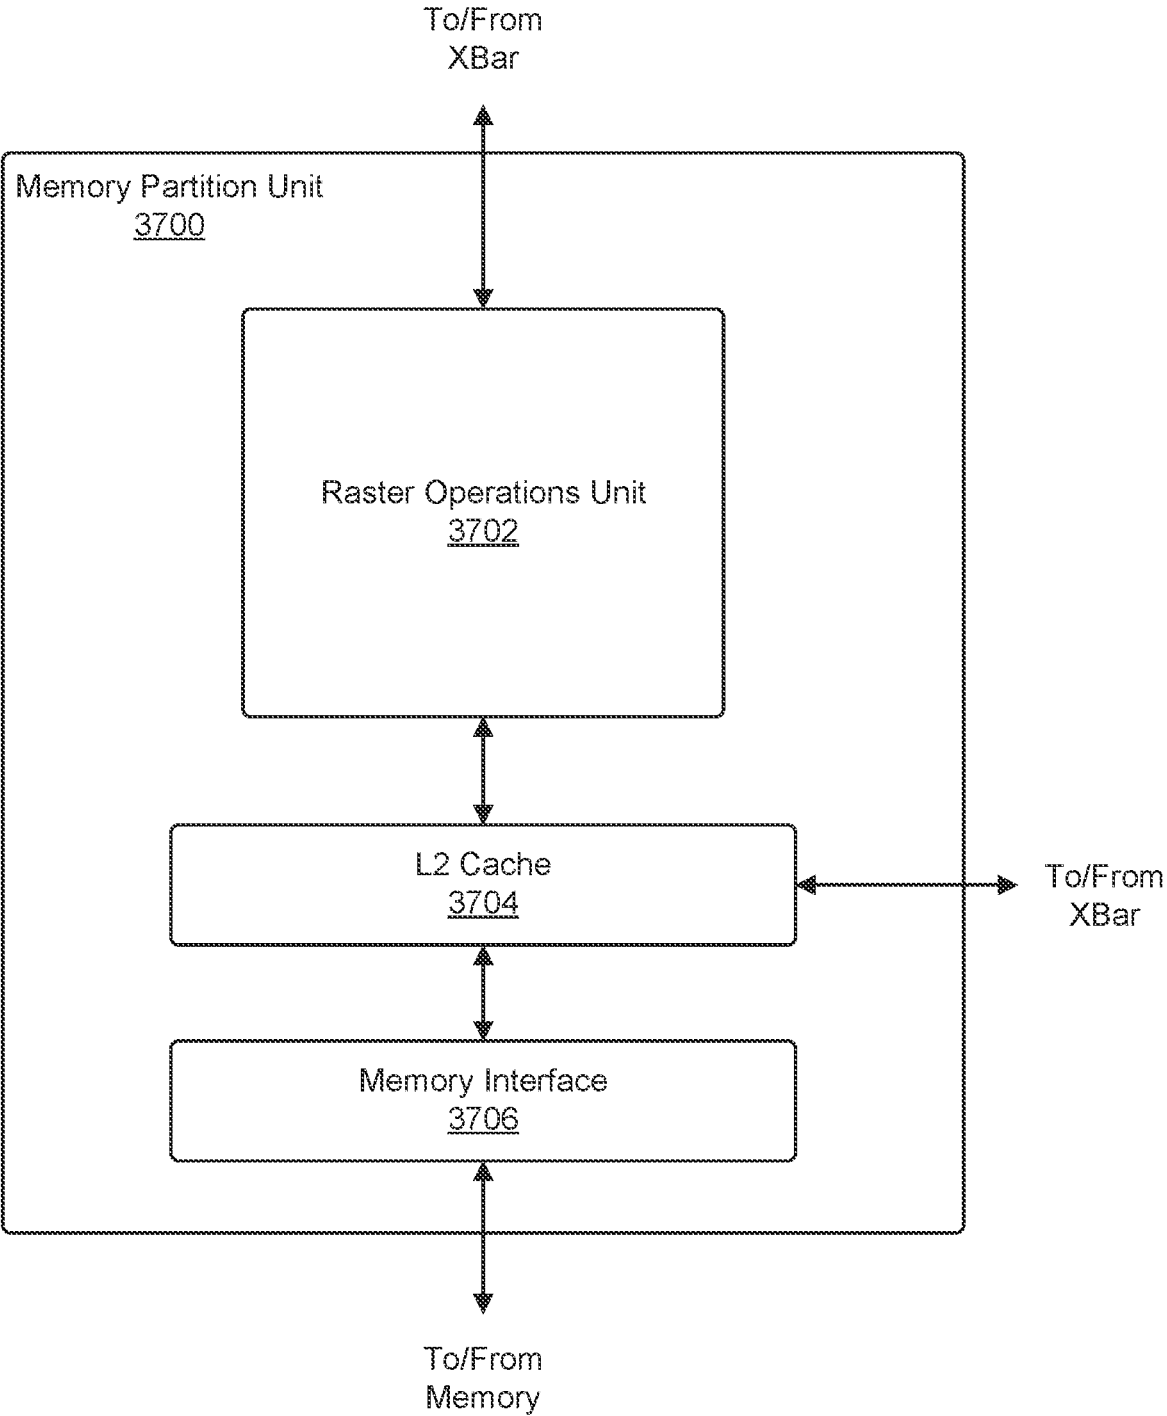 To/From
XBar
Memory Partition Unit
3700
Raster Operations Unit
3702
L2 Cache
3704
To/From
XBar
Memory Interface
3706
To/From
Memory